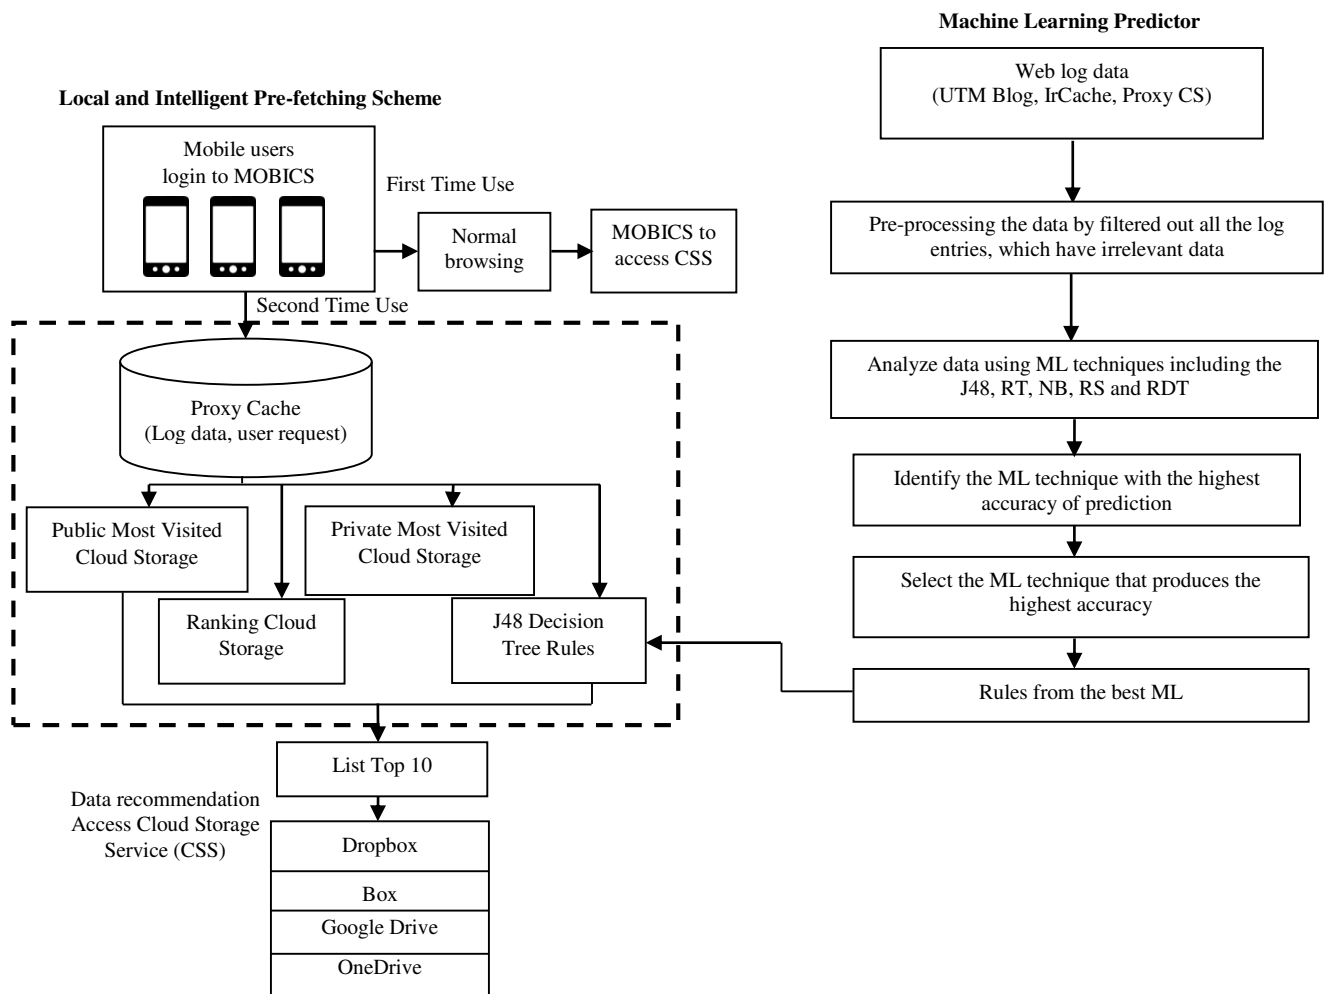 Machine Learning Predictor
Web log data
(UTM Blog, IrCache, Proxy CS)
Local and Intelligent Pre-fetching Scheme
Mobile users
login to MOBICS
First Time Use
Normal
browsing
MOBICS to
access CSS
Second Time Use
Proxy Cache
(Log data, user request)
Public Most Visited
Cloud Storage
Private Most Visited
Cloud Storage
Ranking Cloud
Storage
J48 Decision
Tree Rules
List Top 10
Data recommendation
Access Cloud Storage
Service (CSS)
Dropbox
Box
Google Drive
OneDrive
Pre-processing the data by filtered out all the log
entries, which have irrelevant data
Analyze data using ML techniques including the
J48, RT, NB, RS and RDT
Identify the ML technique with the highest
accuracy of prediction
Select the ML technique that produces the
highest accuracy
Rules from the best ML